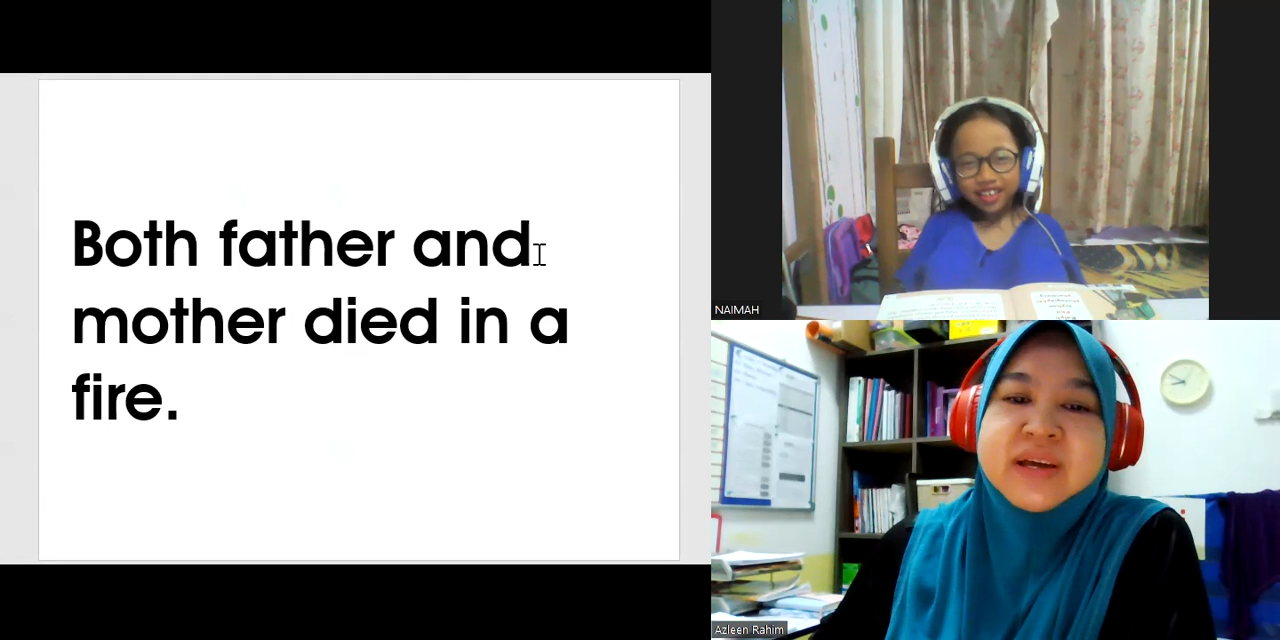 Both father and
mother died in a
fire.
NAIMAH
Azleen Rahim